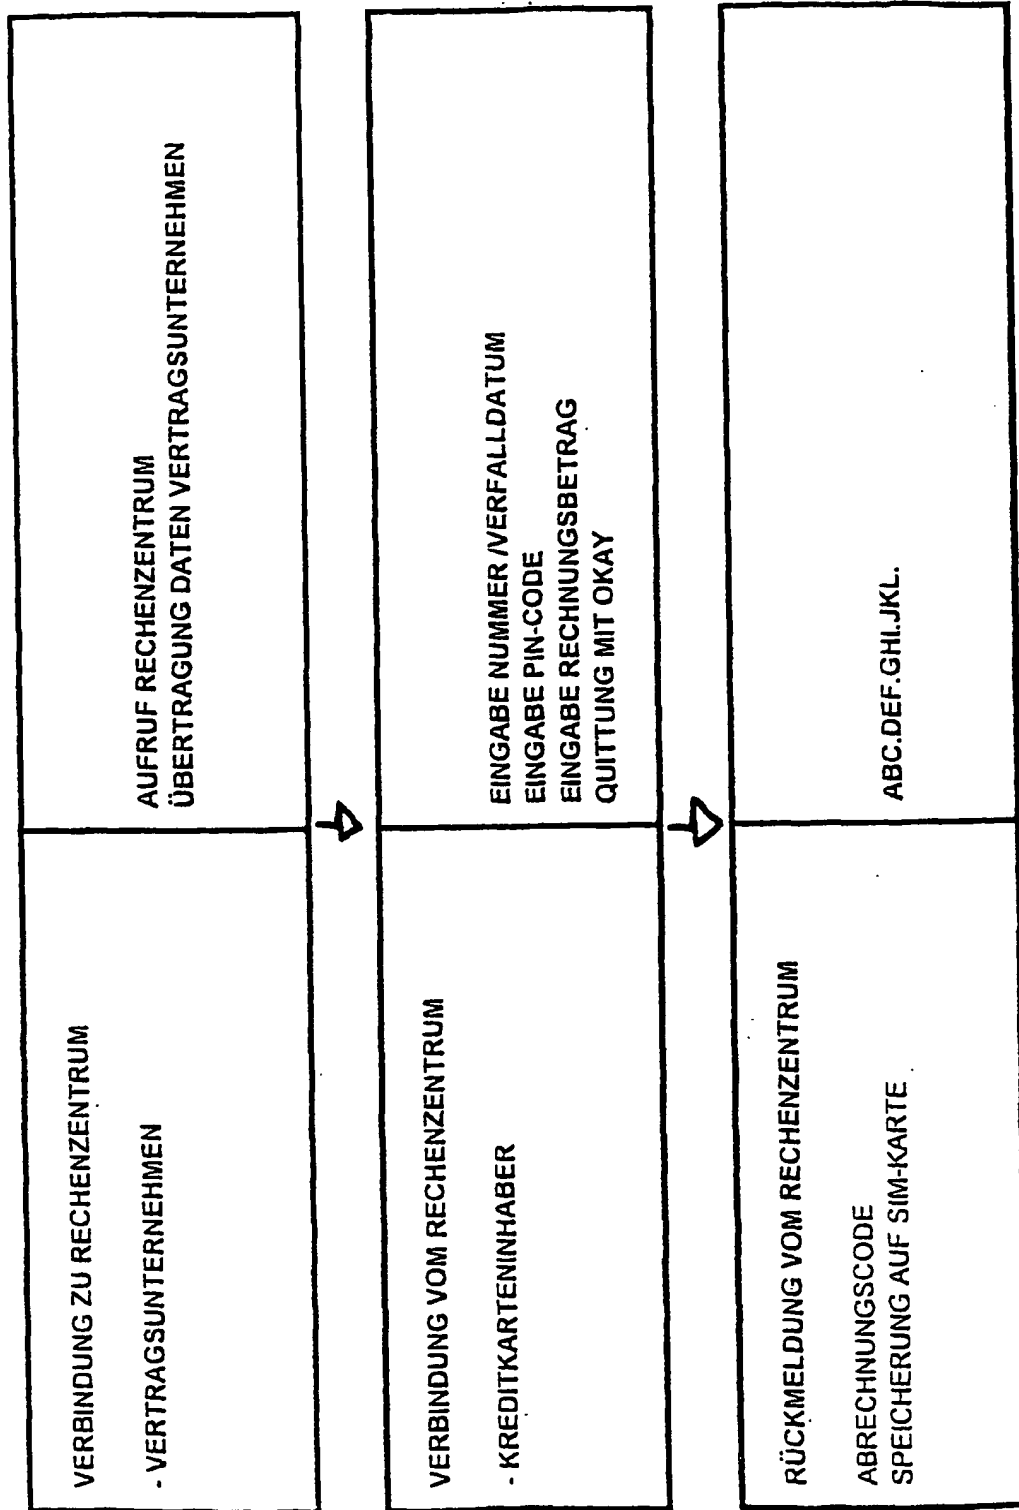 VERBINDUNG ZU RECHENZENTRUM
- VERTRAGSUNTERNEHMEN
AUFRUF RECHENZENTRUM
ÜBERTRAGUNG DATEN VERTRAGSUNTERNEHMEN
VERBINDUNG VOM RECHENZENTRUM
- KREDITKARTENINHABER
EINGABE NUMMER /VERFALLDATUM
EINGABE PIN-CODE
EINGABE RECHNUNGSBETRAG
QUITTUNG MIT OKAY
RÜCKMELDUNG VOM RECHENZENTRUM
ABRECHNUNGSCODE
SPEICHERUNG AUF SIM-KARTE
ABC.DEF.GHI.JKL.